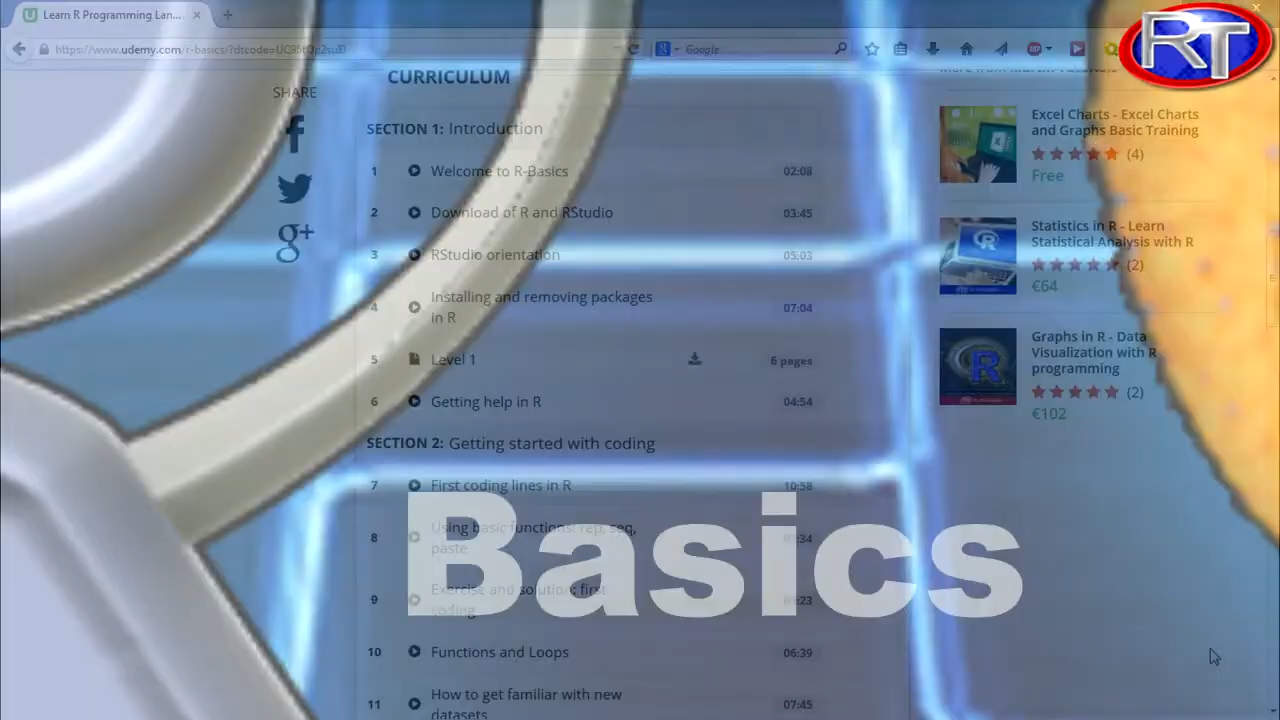 Learn R Programming Lan...
https://www.udemy.com/r-basics/?dtcode=
Google
RT
CURRICULUM
SHARE
SECTION 1: Introduction
1 Welcome to R-Basics 02:08
2 Download of R and RStudio 03:45
3 RStudio orientation 05:03
4 Installing and removing packages
in R 07:04
5 Level 1 6 pages
6 Getting help in R 04:54
SECTION 2: Getting started with coding
7 First coding lines in R 10:58
8 Using basic functions: rep, seq,
paste
9 Exercise and solution: first
coding
10 Functions and Loops 06:39
11 How to get familiar with new
datasets 07:45
Excel Charts - Excel Charts
and Graphs Basic Training
(4)
Free
Statistics in R - Learn
Statistical Analysis with R
(2)
€64
Graphs in R - Data
Visualization with R
programming
(2)
€102
Basics